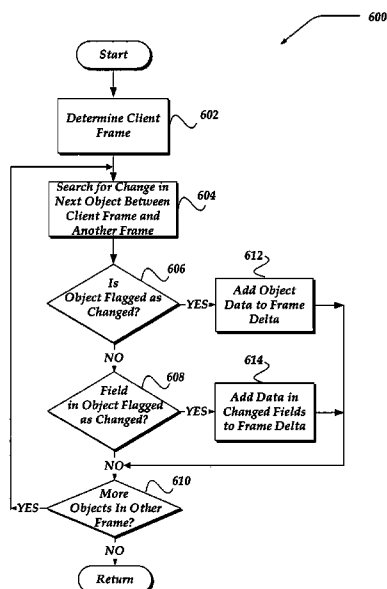 600
Start
Determine Client
Frame
602
Search for Change in
Next Object Between
Client Frame and
Another Frame
604
606
Is
Object Flagged as
Changed?
YES
612
Add Object
Data to Frame
Delta
NO
608
Field
in Object Flagged
as Changed?
YES
614
Add Data in
Changed Fields
to Frame Delta
NO
610
More
Objects In Other
Frame?
YES
NO
Return